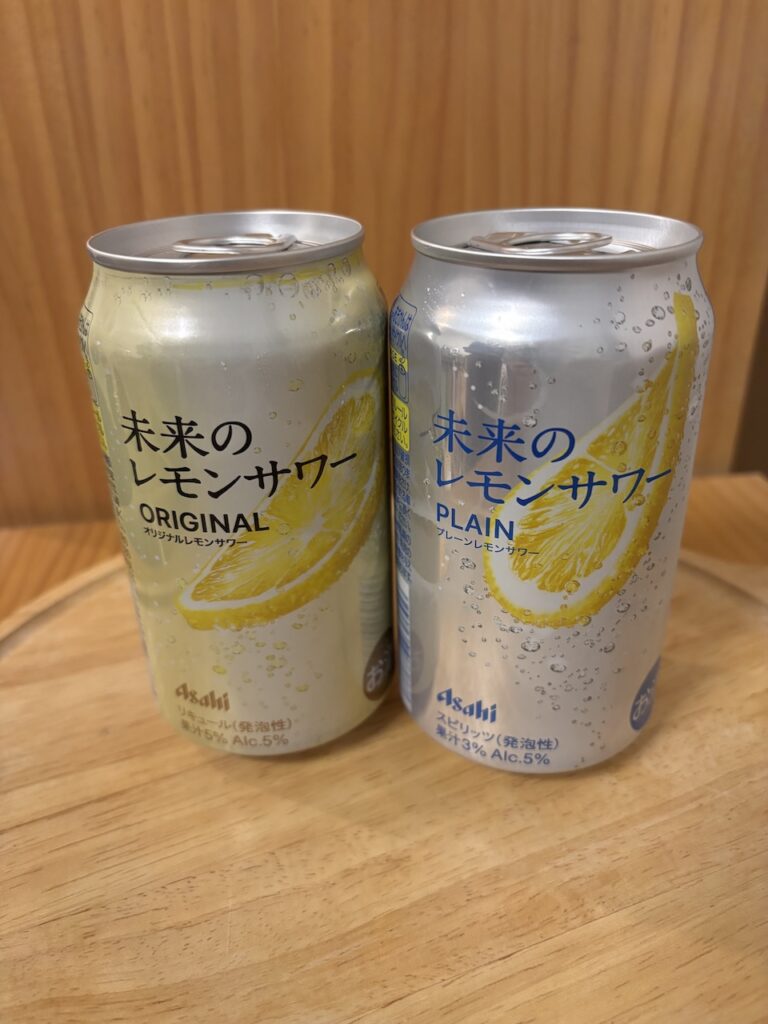 未来の
レモンサワー
ORIGINAL
オリジナルレモンサワー
Asahi
リキュール(発泡性)
果汁5% Alc.5%
お
未来の
レモンサワー
PLAIN
プレーンレモンサワー
Asahi
スピリッツ(発泡性)
果汁3% Alc.5%
お